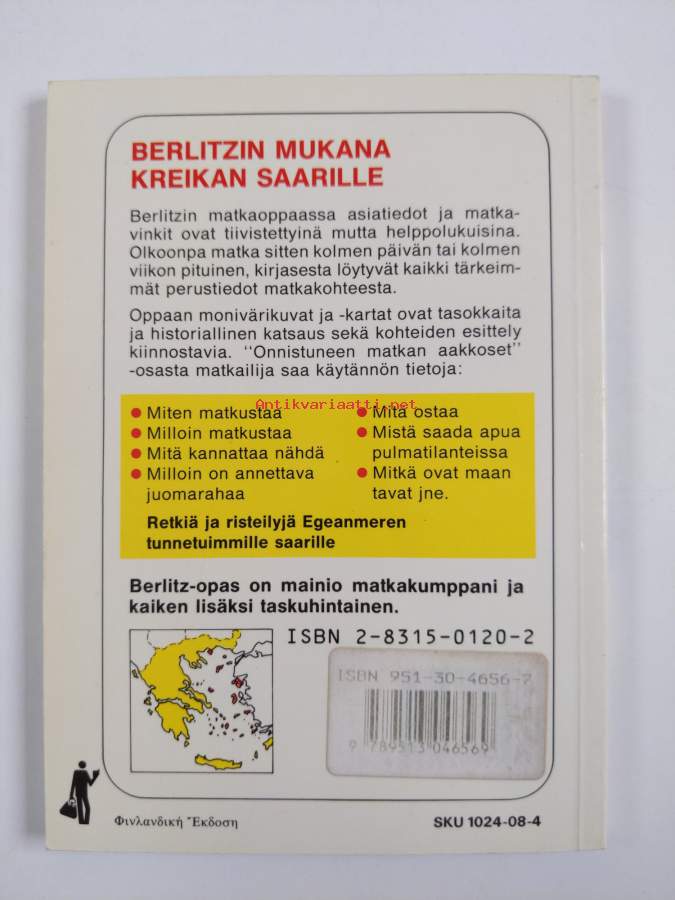 BERLITZIN MUKANA
KREIKAN SAARILLE
Berlitzin matkaoppaassa asiatiedot ja matka-
vinkit ovat tiivistettyinä mutta helppolukuisina.
Olkoonpa matka sitten kolmen päivän tai kolmen
viikon pituinen, kirjasesta löytyvät kaikki tärkeim-
mät perustiedot matkakohteesta.
Oppaan monivärikuvat ja -kartat ovat tasokkaita
ja historiallinen katsaus sekä kohteiden esittely
kiinnostavia. "Onnistuneen matkan aakkoset"
-osasta matkailija saa käytännön tietoja:
Antikvariaatti.net
● Miten matkustaa
● Milloin matkustaa
● Mitä kannattaa nähdä
● Milloin on annettava
juomarahaa
● Mitä ostaa
● Mistä saada apua
pulmatilanteissa
● Mitkä ovat maan
tavat jne.
Retkiä ja risteilyjä Egeanmeren
tunnetuimmille saarille
Berlitz-opas on mainio matkakumppani ja
kaiken lisäksi taskuhintainen.
ISBN 2-8315-0120-2
ISBN 951-30-4656-7
9 789513 046569
Φινλανδική Ἔκδοση
SKU 1024-08-4